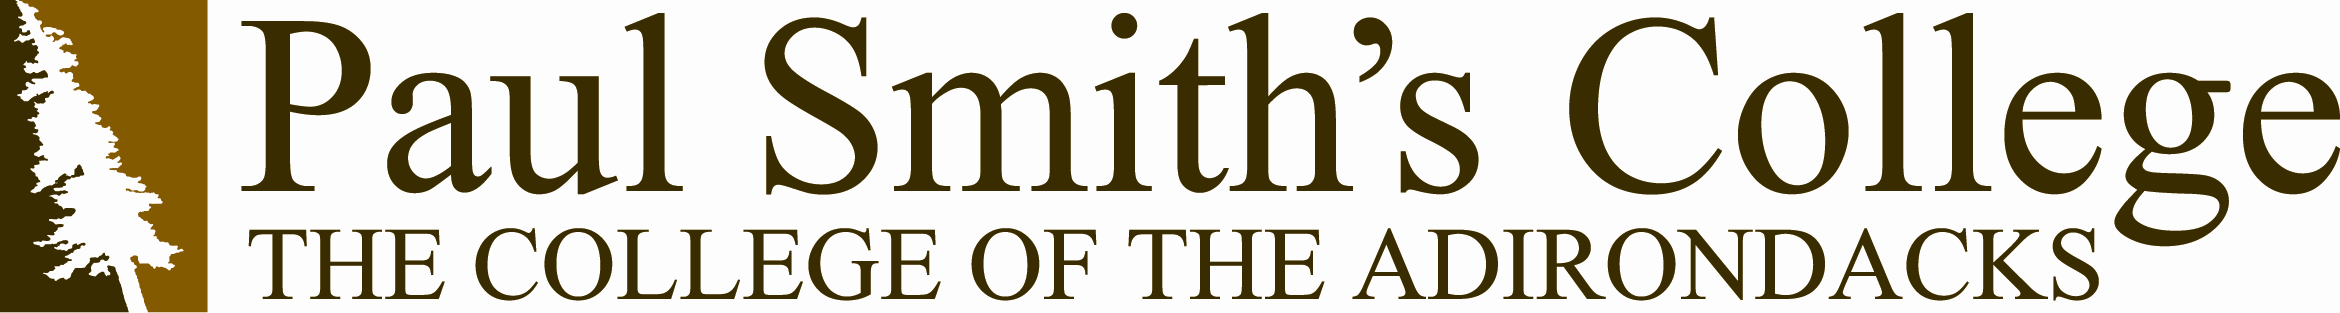 Paul Smith’s College
THE COLLEGE OF THE ADIRONDACKS